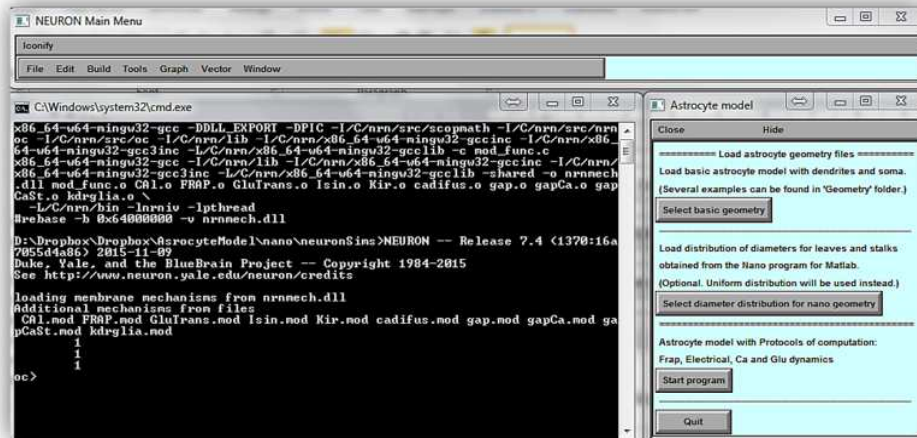 NEURON Main Menu
Iconify
File Edit Build Tools Graph Vector Window
C:\Windows\system32\cmd.exe
x86_64-w64-mingw32-gcc -DDLL_EXPORT -DPIC -I/C/nrn/src/scopmath -I/C/nrn/src/nrn
oc -I/C/nrn/src/oc -I/C/nrn/lib -I/C/nrn/x86_64-w64-mingw32-gccinc -I/C/nrn/x86_
64-w64-mingw32-gcc3inc -L/C/nrn/x86_64-w64-mingw32-gcclib -c mod_func.c
x86_64-w64-mingw32-gcc -I/C/nrn/lib -I/C/nrn/x86_64-w64-mingw32-gccinc -I/C/nrn/
x86_64-w64-mingw32-gcc3inc -L/C/nrn/x86_64-w64-mingw32-gcclib -shared -o nrnmech
.dll mod_func.o CAl.o FRAP.o GluTrans.o Isin.o Kir.o cadifus.o gap.o gapCa.o gap
CaSt.o kdrglia.o \
-L/C/nrn/bin -lnrniv -lpthread
#rebase -b 0x64000000 -v nrnmech.dll
D:\Dropbox\Dropbox\AsrocyteModel\nano\neuronSims>NEURON -- Release 7.4 (1370:16a
7055d4a86) 2015-11-09
Duke, Yale, and the BlueBrain Project -- Copyright 1984-2015
See http://www.neuron.yale.edu/neuron/credits
loading membrane mechanisms from nrnmech.dll
Additional mechanisms from files
CAl.mod FRAP.mod GluTrans.mod Isin.mod Kir.mod cadifus.mod gap.mod gapCa.mod ga
pCaSt.mod kdrglia.mod
1
1
1
oc>
Astrocyte model
Close Hide
========= Load astrocyte geometry files =========
Load basic astrocyte model with dendrites and soma.
(Several examples can be found in 'Geometry' folder.)
Select basic geometry
Load distribution of diameters for leaves and stalks
obtained from the Nano program for Matlab.
(Optional. Uniform distribution will be used instead.)
Select diameter distribution for nano geometry
Astrocyte model with Protocols of computation:
Frap, Electrical, Ca and Glu dynamics
Start program
Quit